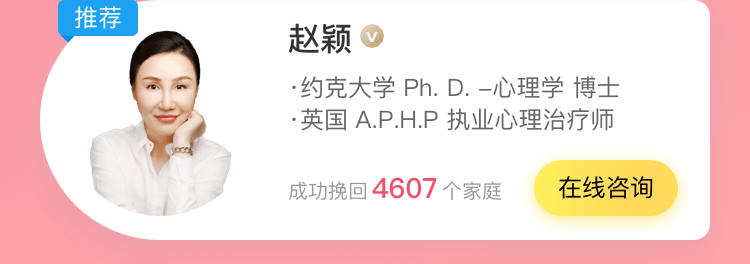 推荐
赵颖 V
·约克大学 Ph. D. –心理学 博士
·英国 A.P.H.P 执业心理治疗师
成功挽回 4607 个家庭
在线咨询